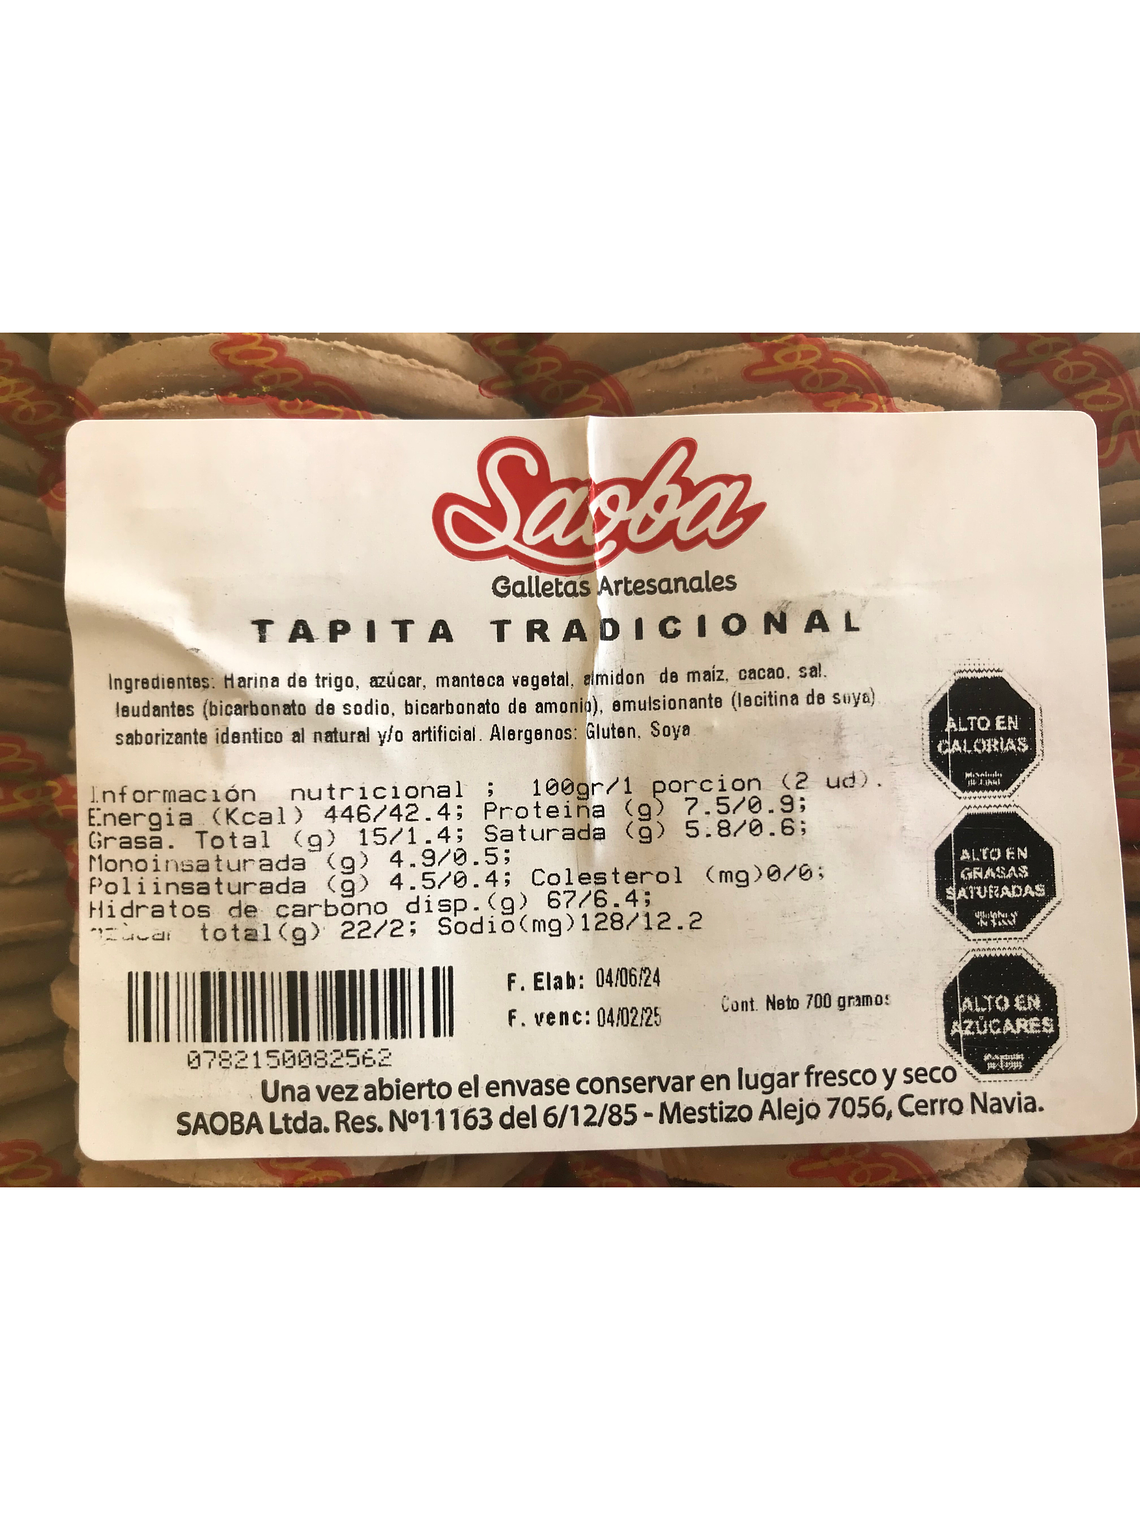 Saoba
Galletas Artesanales
TAPITA TRADICIONAL
Ingredientes: Harina de trigo, azúcar, manteca vegetal, almidon de maíz, cacao, sal,
leudantes (bicarbonato de sodio, bicarbonato de amonio), emulsionante (lecitina de suya)
saborizante identico al natural y/o artificial. Alergenos: Gluten, Soya
Información nutricional ; 100gr/1 porcion (2 ud).
Energia (Kcal) 446/42.4; Proteina (g) 7.5/0.9;
Grasa. Total (g) 15/1.4; Saturada (g) 5.8/0.6;
Monoinsaturada (g) 4.9/0.5;
Poliinsaturada (g) 4.5/0.4; Colesterol (mg)0/0;
Hidratos de carbono disp.(g) 67/6.4;
azucar total(g) 22/2; Sodio(mg)128/12.2
ALTO EN
CALORÍAS
Ministerio
de Salud
ALTO EN
GRASAS
SATURADAS
ALTO EN
AZÚCARES
F. Elab: 04/06/24
F. venc: 04/02/25
Cont. Neto 700 gramos
0782150082562
Una vez abierto el envase conservar en lugar fresco y seco
SAOBA Ltda. Res. Nº11163 del 6/12/85 - Mestizo Alejo 7056, Cerro Navia.